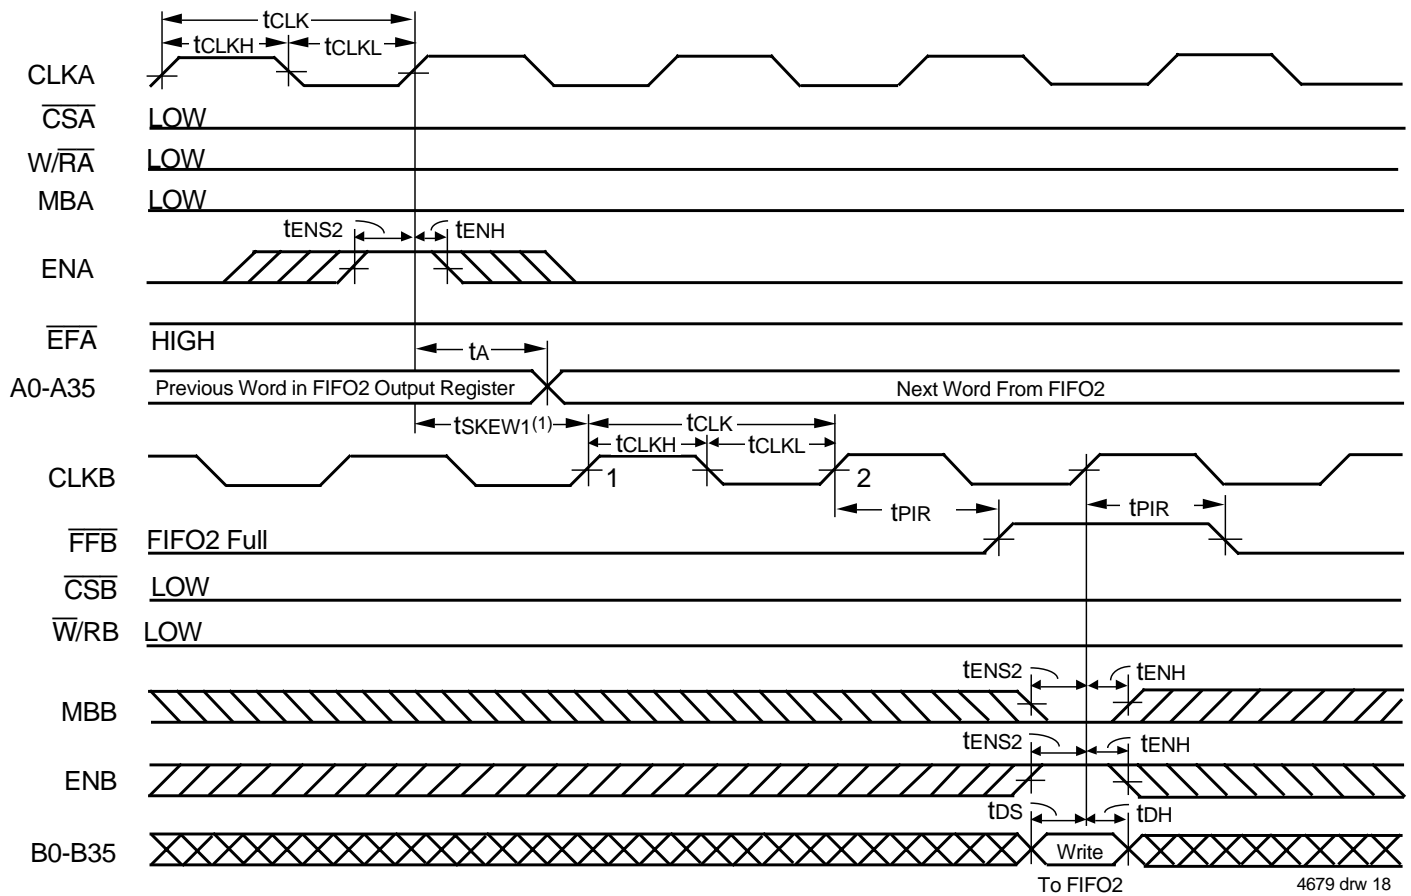 tCLK
tCLKH tCLKL
CLKA
CSA LOW
W/RA LOW
MBA LOW
tENS2 tENH
ENA
EFA HIGH
tA
A0-A35 Previous Word in FIFO2 Output Register Next Word From FIFO2
tSKEW1(1) tCLK
tCLKH tCLKL
CLKB 1 2
tPIR tPIR
FFB FIFO2 Full
CSB LOW
W/RB LOW
tENS2 tENH
MBB
tENS2 tENH
ENB
tDS tDH
B0-B35 Write
To FIFO2 4679 drw 18